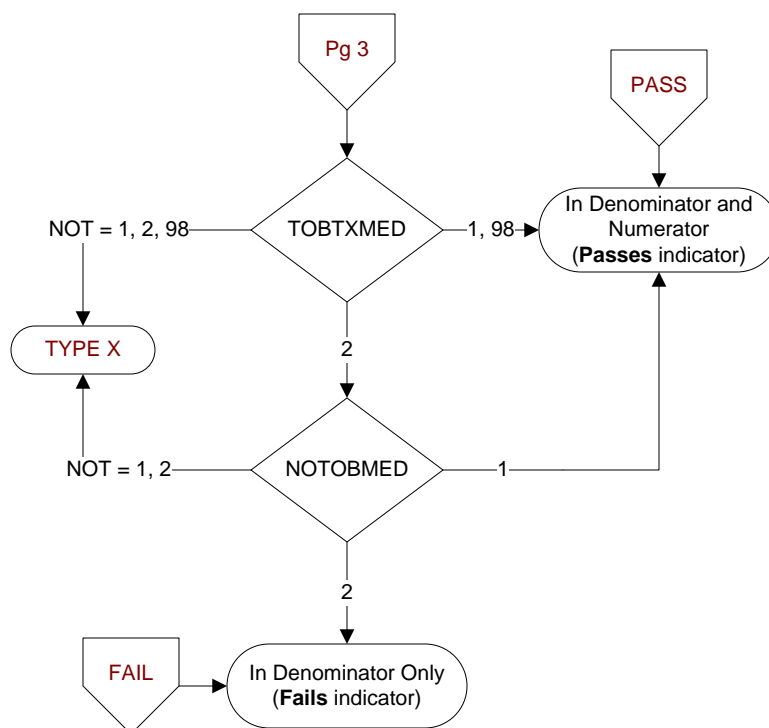 Pg 3
PASS
NOT = 1, 2, 98
TOBTXMED
1, 98
In Denominator and
Numerator
(Passes indicator)
TYPE X
2
NOT = 1, 2
NOTOBMED
1
2
FAIL
In Denominator Only
(Fails indicator)